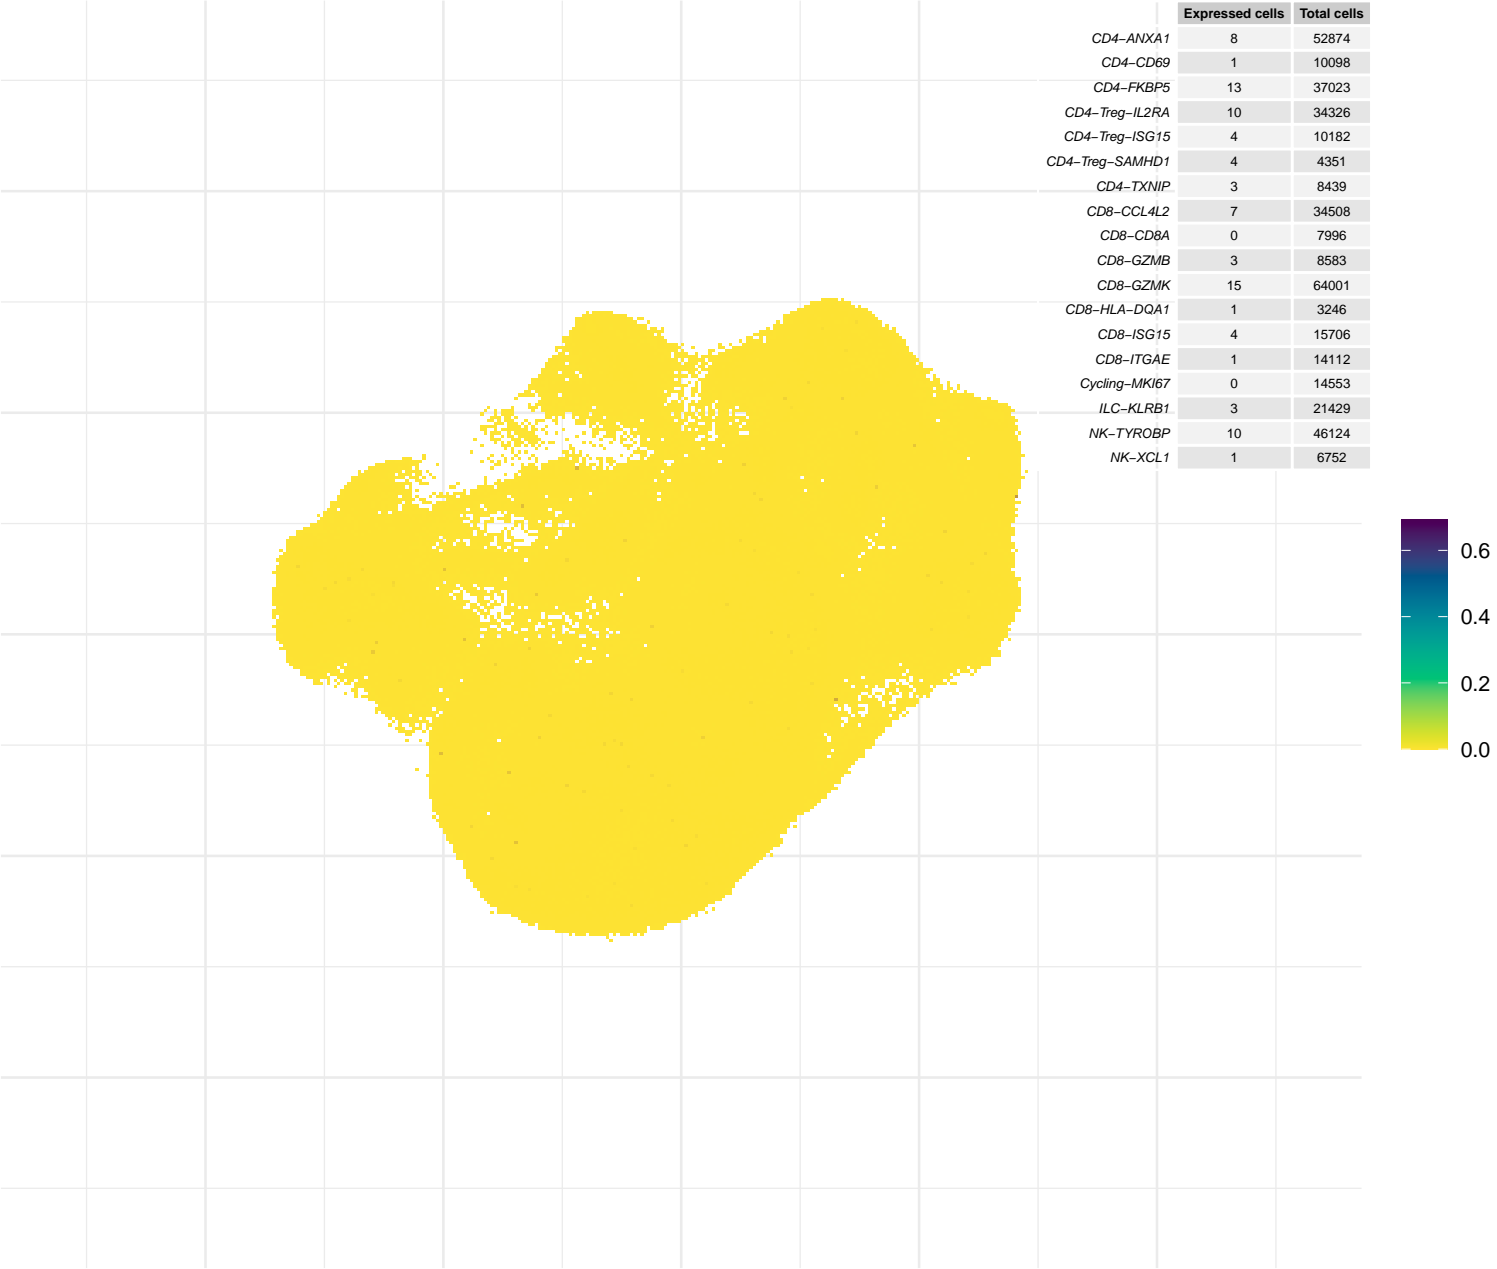 Expressed cells Total cells
CD4−ANXA1 8 52874
CD4−CD69 1 10098
CD4−FKBP5 13 37023
CD4−Treg−IL2RA 10 34326
CD4−Treg−ISG15 4 10182
CD4−Treg−SAMHD1 4 4351
CD4−TXNIP 3 8439
CD8−CCL4L2 7 34508
CD8−CD8A 0 7996
CD8−GZMB 3 8583
CD8−GZMK 15 64001
CD8−HLA−DQA1 1 3246
CD8−ISG15 4 15706
CD8−ITGAE 1 14112
Cycling−MKI67 0 14553
ILC−KLRB1 3 21429
NK−TYROBP 10 46124
NK−XCL1 1 6752
0.6
0.4
0.2
0.0